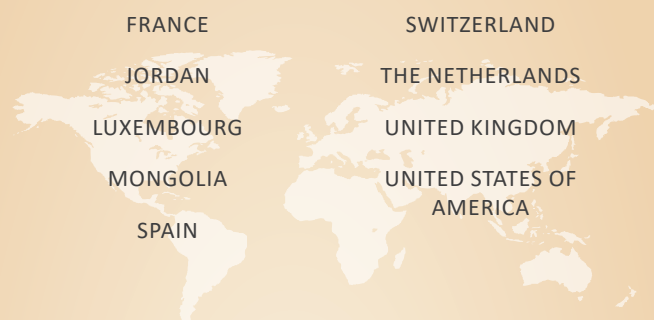 FRANCE
JORDAN
LUXEMBOURG
MONGOLIA
SPAIN
SWITZERLAND
THE NETHERLANDS
UNITED KINGDOM
UNITED STATES OF
AMERICA